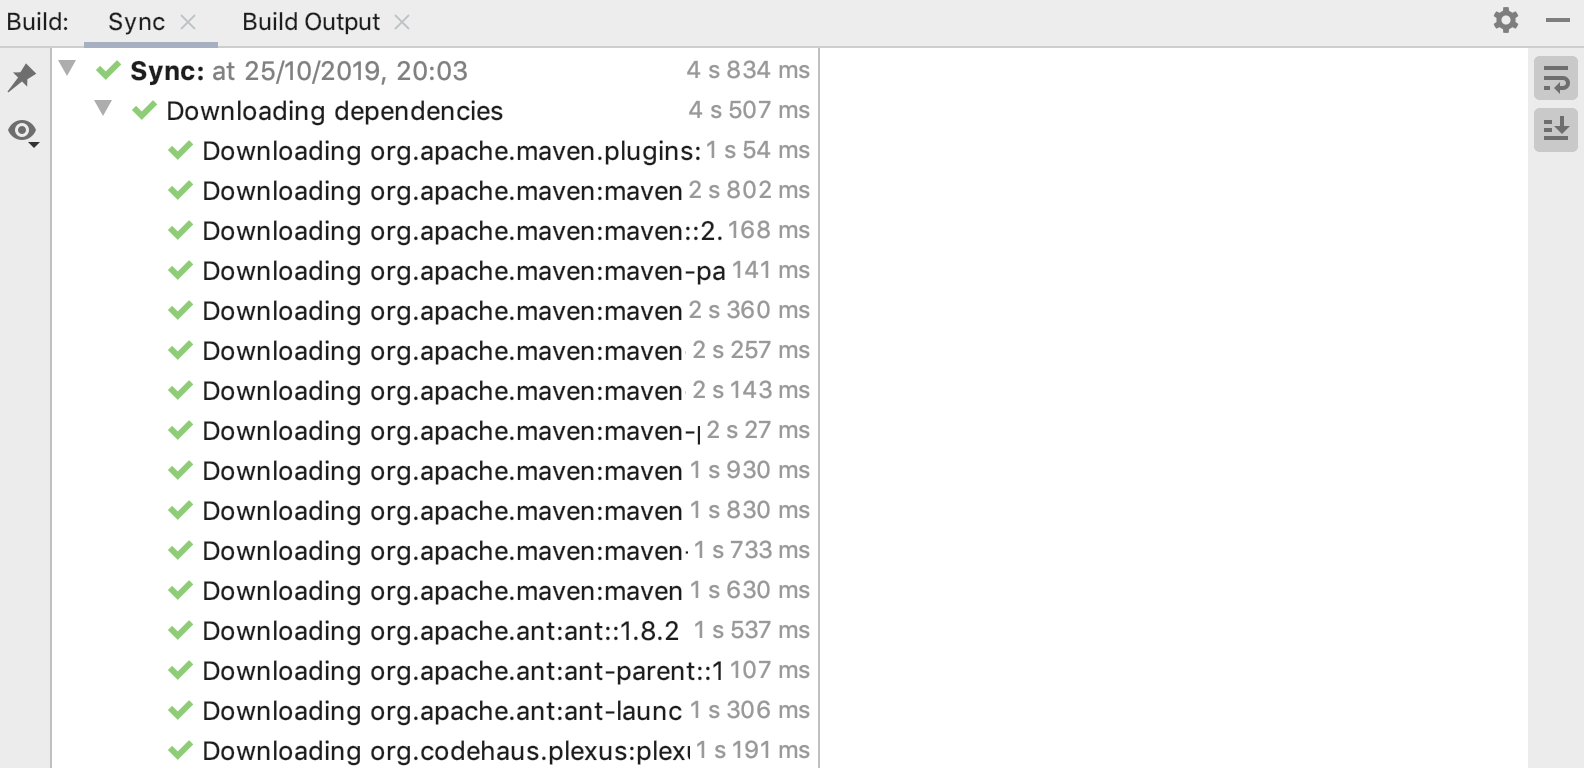 Build: Sync Build Output
Sync: at 25/10/2019, 20:03 4 s 834 ms
Downloading dependencies 4 s 507 ms
Downloading org.apache.maven.plugins: 1 s 54 ms
Downloading org.apache.maven:maven 2 s 802 ms
Downloading org.apache.maven:maven::2. 168 ms
Downloading org.apache.maven:maven-pa 141 ms
Downloading org.apache.maven:maven 2 s 360 ms
Downloading org.apache.maven:maven 2 s 257 ms
Downloading org.apache.maven:maven 2 s 143 ms
Downloading org.apache.maven:maven- 2 s 27 ms
Downloading org.apache.maven:maven 1 s 930 ms
Downloading org.apache.maven:maven 1 s 830 ms
Downloading org.apache.maven:maven- 1 s 733 ms
Downloading org.apache.maven:maven 1 s 630 ms
Downloading org.apache.ant:ant::1.8.2 1 s 537 ms
Downloading org.apache.ant:ant-parent::1 107 ms
Downloading org.apache.ant:ant-launc 1 s 306 ms
Downloading org.codehaus.plexus:plexu 1 s 191 ms